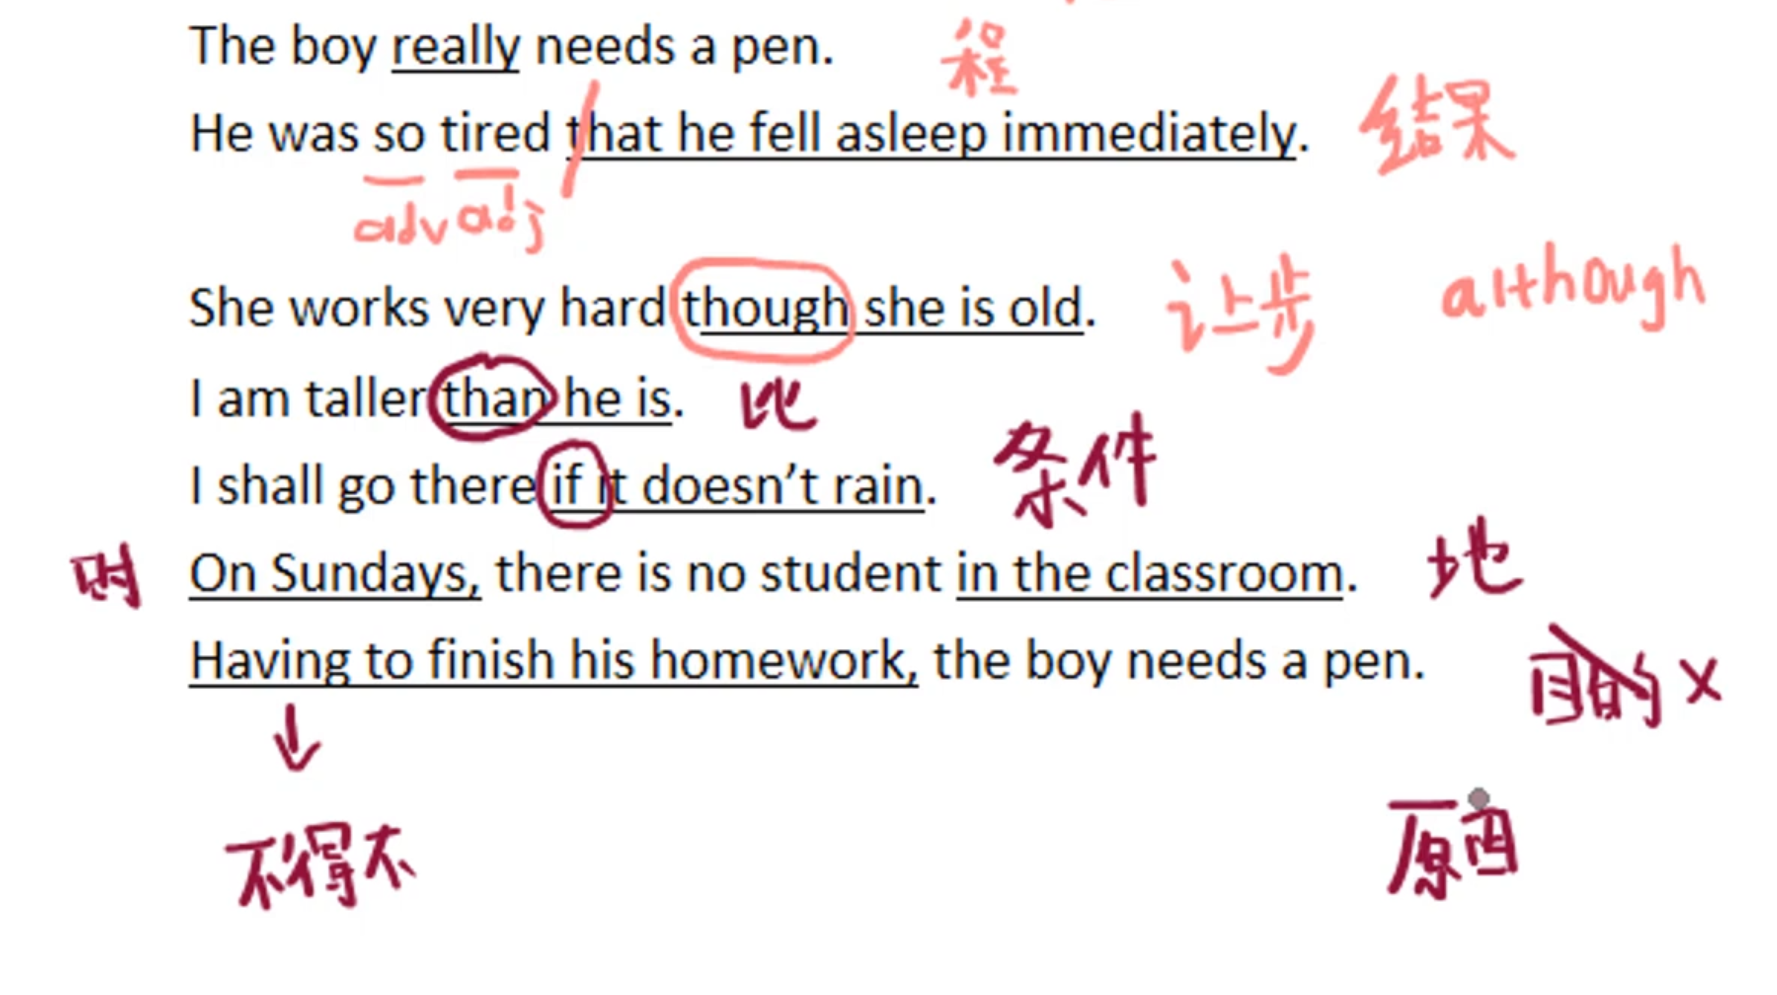 The boy really needs a pen. 程
He was so tired that he fell asleep immediately. 结果
adv adj
She works very hard though she is old. 让步 although
I am taller than he is. 比
I shall go there if it doesn’t rain. 条件
时 On Sundays, there is no student in the classroom. 地
Having to finish his homework, the boy needs a pen. 目的 x
不得不 原因